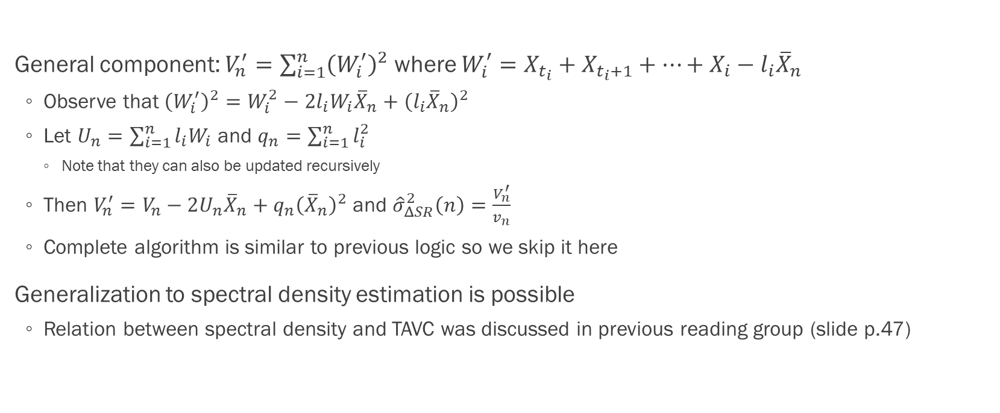 General component: $V_n' = \sum_{i=1}^{n} (W_i')^2$ where $W_i' = X_{t_i} + X_{t_i+1} + \cdots + X_i - l_i \bar{X}_n$
◦ Observe that $(W_i')^2 = W_i^2 - 2l_i W_i \bar{X}_n + (l_i \bar{X}_n)^2$
◦ Let $U_n = \sum_{i=1}^{n} l_i W_i$ and $q_n = \sum_{i=1}^{n} l_i^2$
◦ Note that they can also be updated recursively
◦ Then $V_n' = V_n - 2U_n \bar{X}_n + q_n (\bar{X}_n)^2$ and $\hat{\sigma}_{\Delta SR}^2(n) = \frac{V_n'}{v_n}$
◦ Complete algorithm is similar to previous logic so we skip it here
Generalization to spectral density estimation is possible
◦ Relation between spectral density and TAVC was discussed in previous reading group (slide p.47)